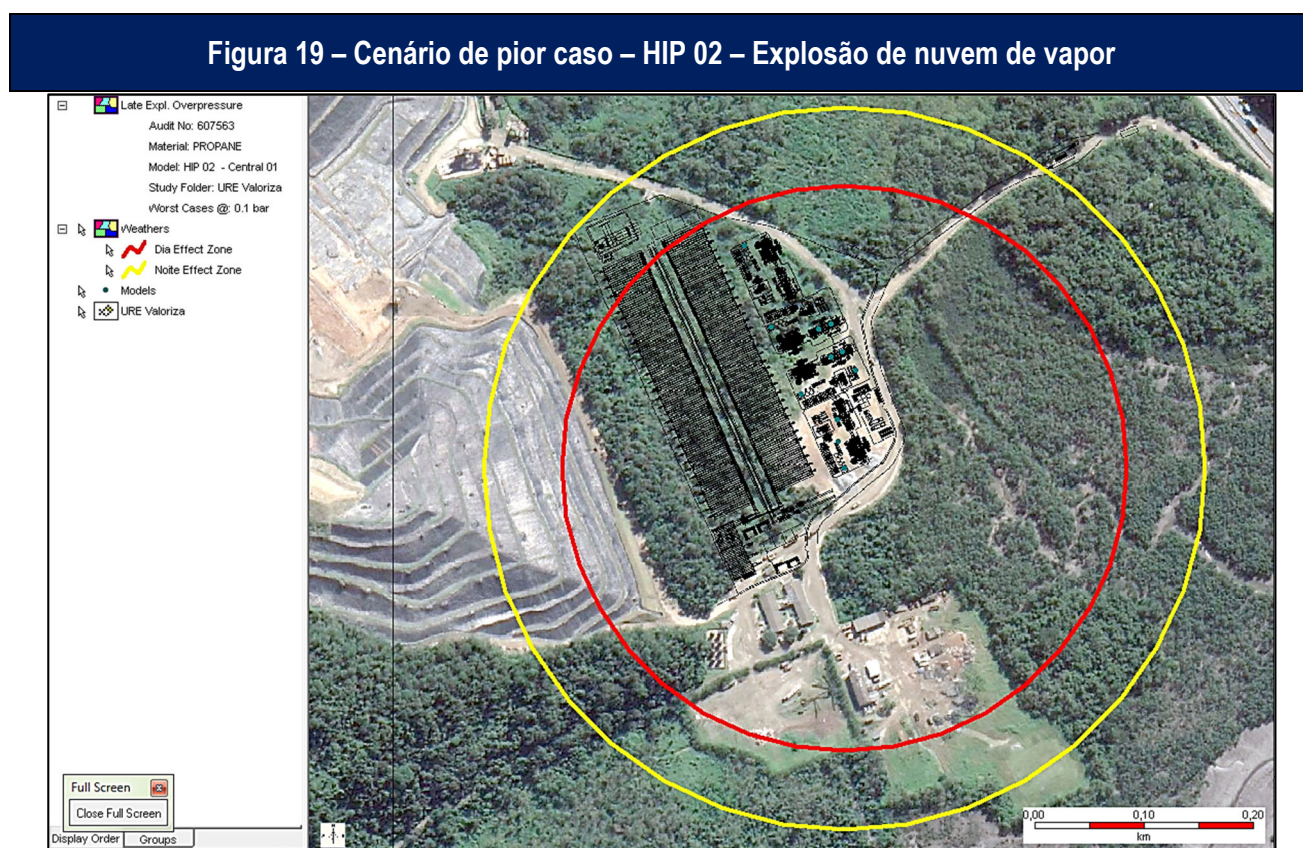 Figura 19 – Cenário de pior caso – HIP 02 – Explosão de nuvem de vapor
Late Expl. Overpressure
Audit No: 607563
Material: PROPANE
Model: HIP 02 - Central 01
Study Folder: URE Valoriza
Worst Cases @: 0.1 bar
Weathers
Dia Effect Zone
Noite Effect Zone
Models
URE Valoriza
Full Screen
Close Full Screen
Display Order
Groups
0,00 0,10 0,20
km